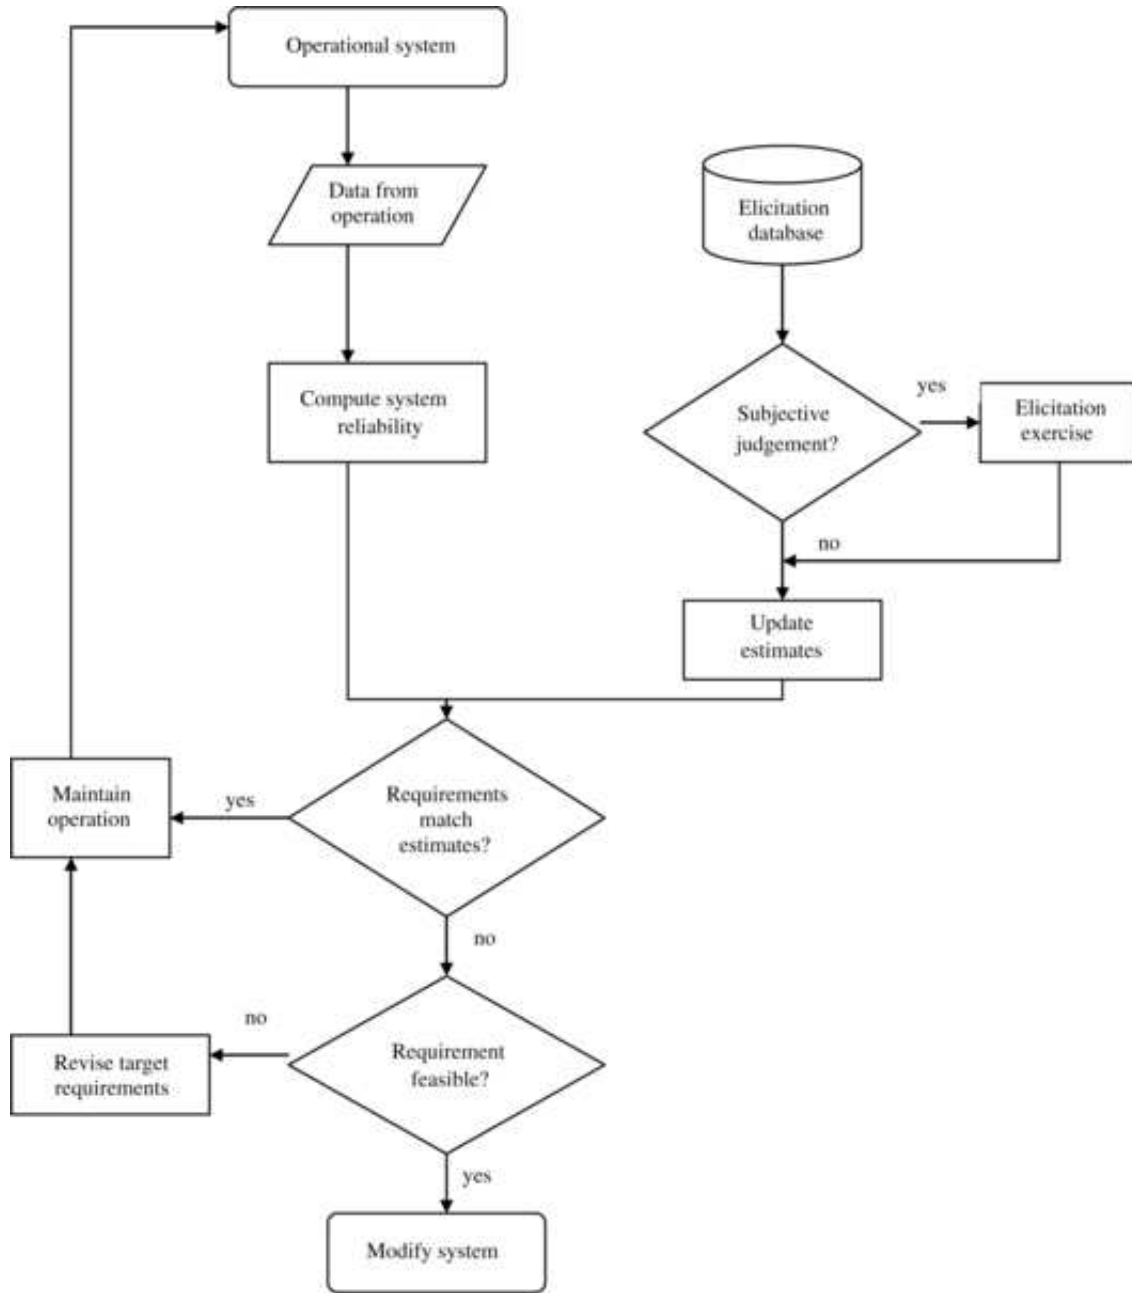 Operational system
Data from
operation
Elicitation
database
Compute system
reliability
Subjective
judgement?
yes
Elicitation
exercise
no
Update
estimates
Maintain
operation
yes
Requirements
match
estimates?
no
no
Revise target
requirements
Requirement
feasible?
yes
Modify system